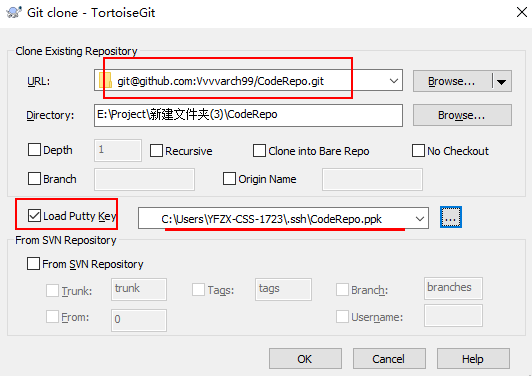 Git clone - TortoiseGit
Clone Existing Repository
URL: git@github.com:Vvvvarch99/CodeRepo.git Browse...
Directory: E:\Project\新建文件夹(3)\CodeRepo Browse...
Depth 1 Recursive Clone into Bare Repo No Checkout
Branch Origin Name
Load Putty Key C:\Users\YFZX-CSS-1723\.ssh\CodeRepo.ppk ...
From SVN Repository
From SVN Repository
Trunk: trunk Tags: tags Branch: branches
From: 0 Username:
OK Cancel Help